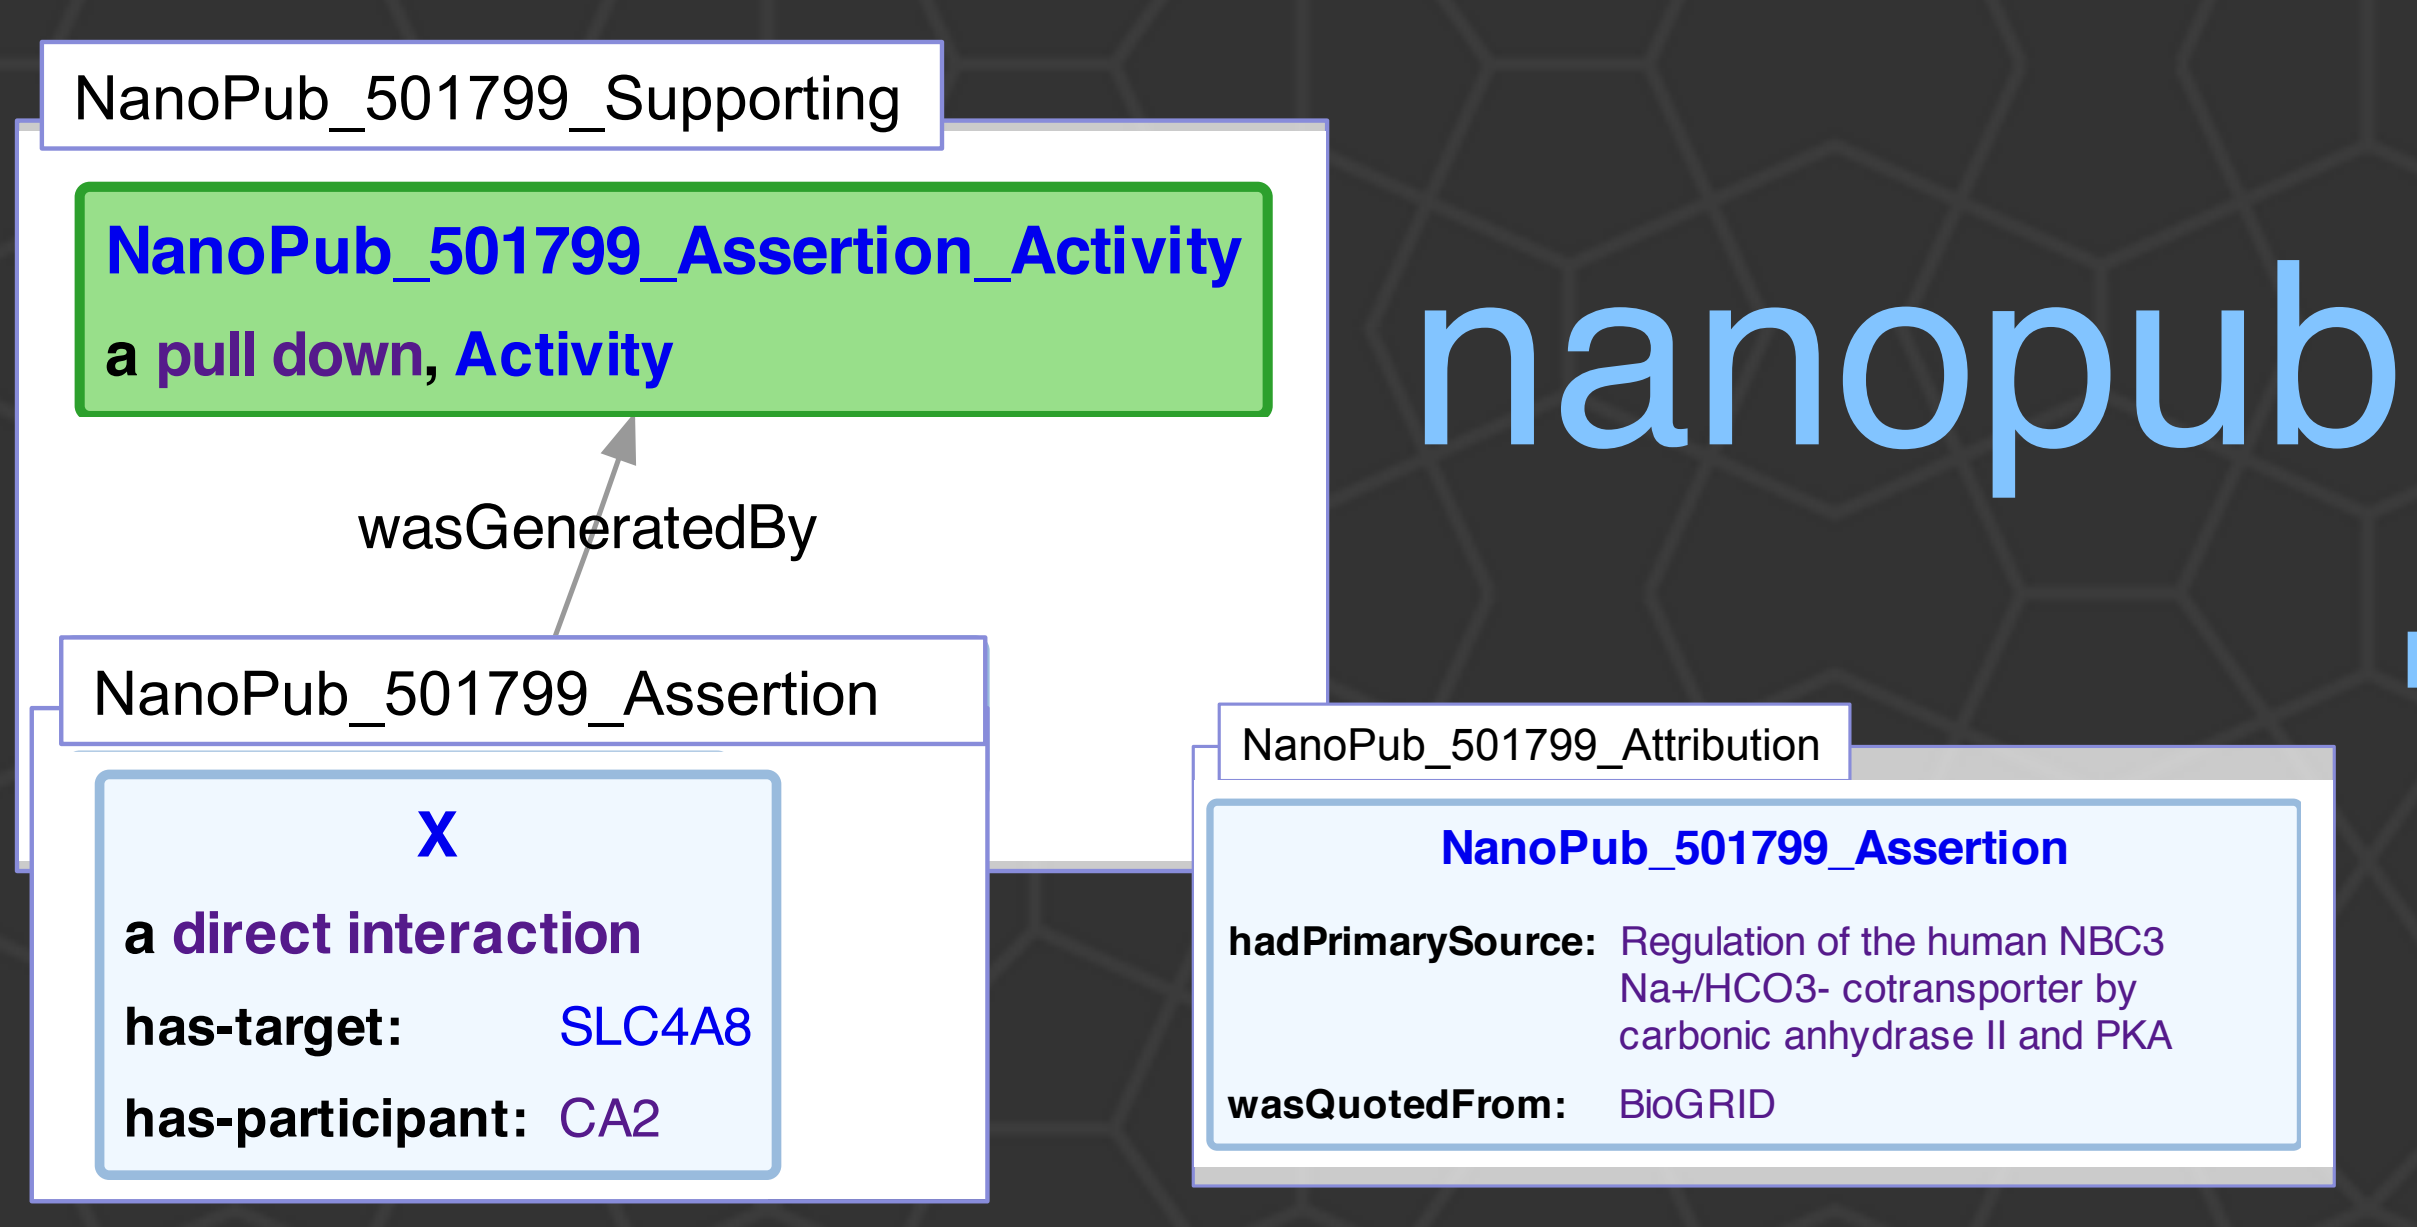 NanoPub_501799_Supporting
NanoPub_501799_Assertion_Activity
a pull down, Activity
wasGeneratedBy
NanoPub_501799_Assertion
X
a direct interaction
has-target: SLC4A8
has-participant: CA2
nanopub
NanoPub_501799_Attribution
NanoPub_501799_Assertion
hadPrimarySource: Regulation of the human NBC3
Na+/HCO3- cotransporter by
carbonic anhydrase II and PKA
wasQuotedFrom: BioGRID